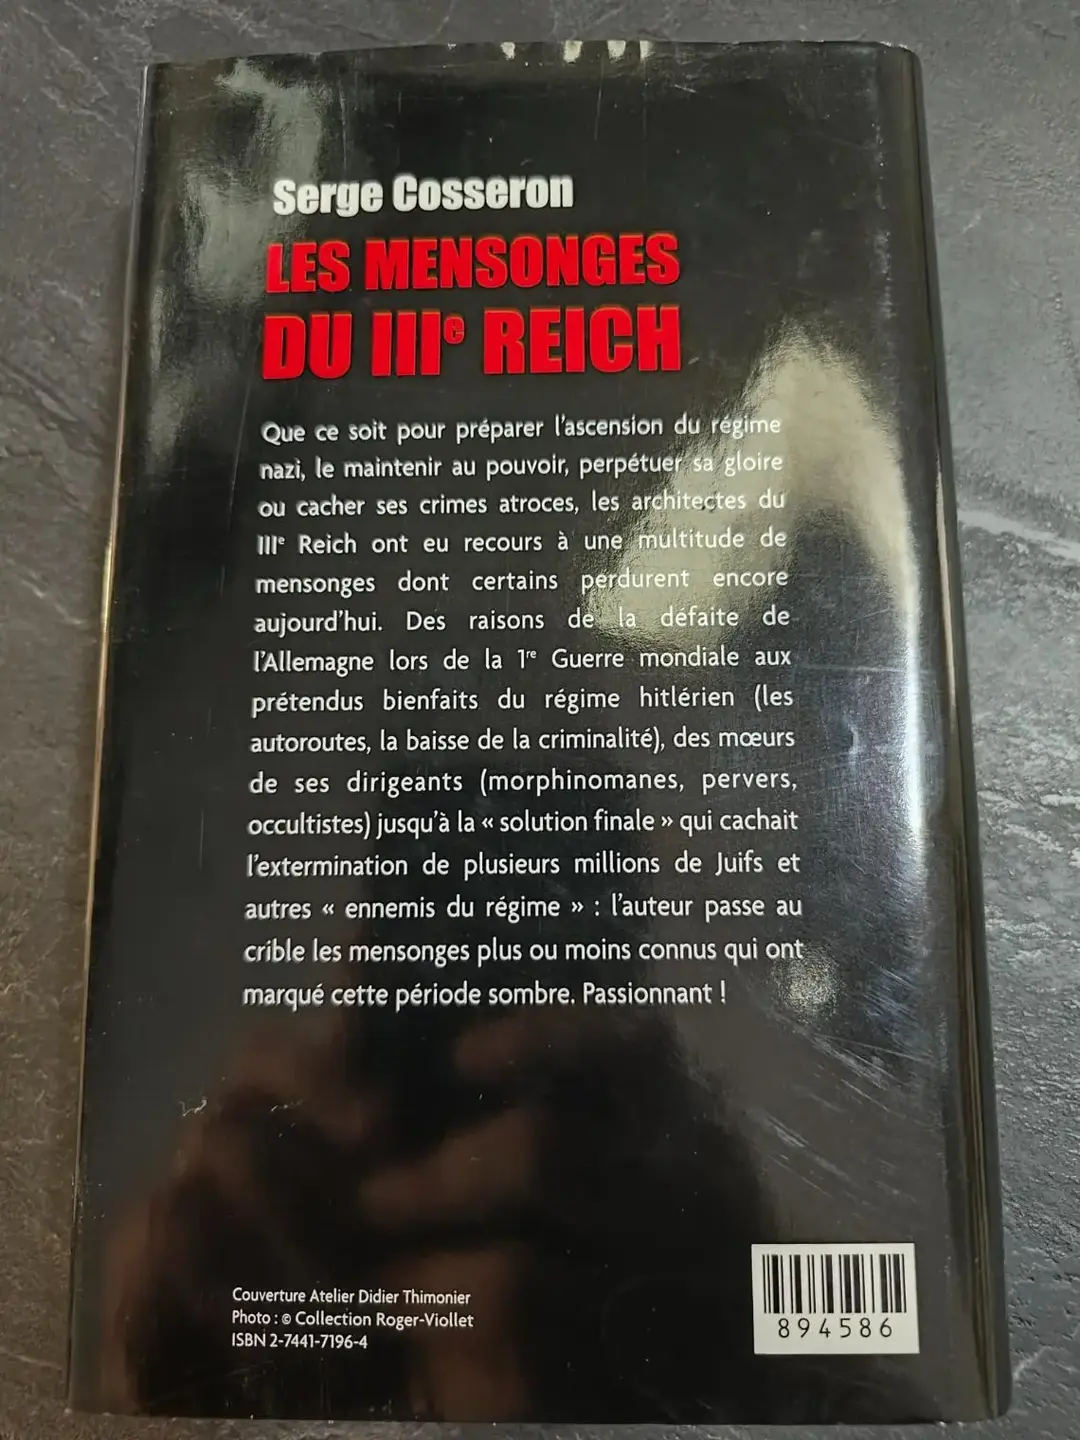 Serge Cosseron
LES MENSONGES
DU IIIe REICH
Que ce soit pour préparer l'ascension du régime
nazi, le maintenir au pouvoir, perpétuer sa gloire
ou cacher ses crimes atroces, les architectes du
IIIe Reich ont eu recours à une multitude de
mensonges dont certains perdurent encore
aujourd'hui. Des raisons de la défaite de
l'Allemagne lors de la 1re Guerre mondiale aux
prétendus bienfaits du régime hitlérien (les
autoroutes, la baisse de la criminalité), des mœurs
de ses dirigeants (morphinomanes, pervers,
occultistes) jusqu'à la « solution finale » qui cachait
l'extermination de plusieurs millions de Juifs et
autres « ennemis du régime » : l'auteur passe au
crible les mensonges plus ou moins connus qui ont
marqué cette période sombre. Passionnant !
Couverture Atelier Didier Thimonier
Photo : © Collection Roger-Viollet
ISBN 2-7441-7196-4
894586